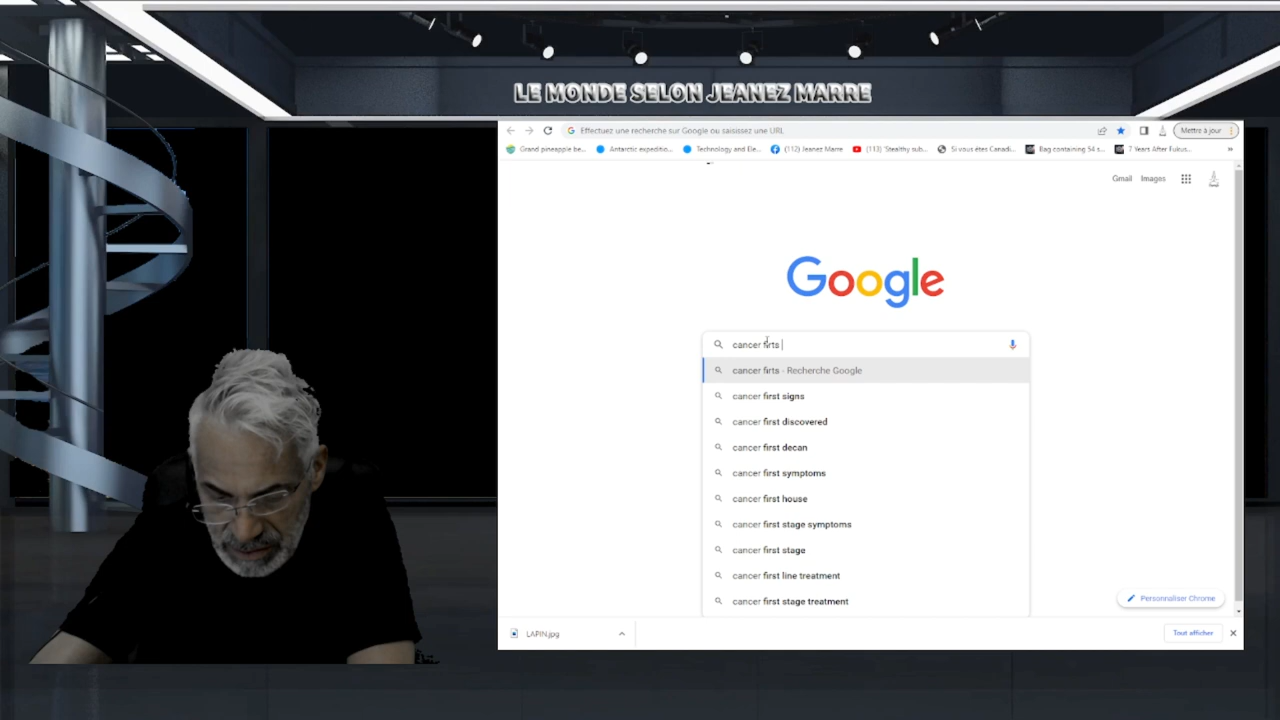 LE MONDE SELON JEANEZ MARRE
Effectuez une recherche sur Google ou saisissez une URL
Mettre à jour
Grand pineapple be... Antarctic expeditio... Technology and Ele... (112) Jeanez Marre (113) 'Stealthy sub... Si vous êtes Canadi... Bag containing 54 s... 7 Years After Fukus... »
Gmail Images
Google
cancer firts
cancer firts - Recherche Google
cancer first signs
cancer first discovered
cancer first decan
cancer first symptoms
cancer first house
cancer first stage symptoms
cancer first stage
cancer first line treatment
cancer first stage treatment
Personnaliser Chrome
LAPIN.jpg
Tout afficher